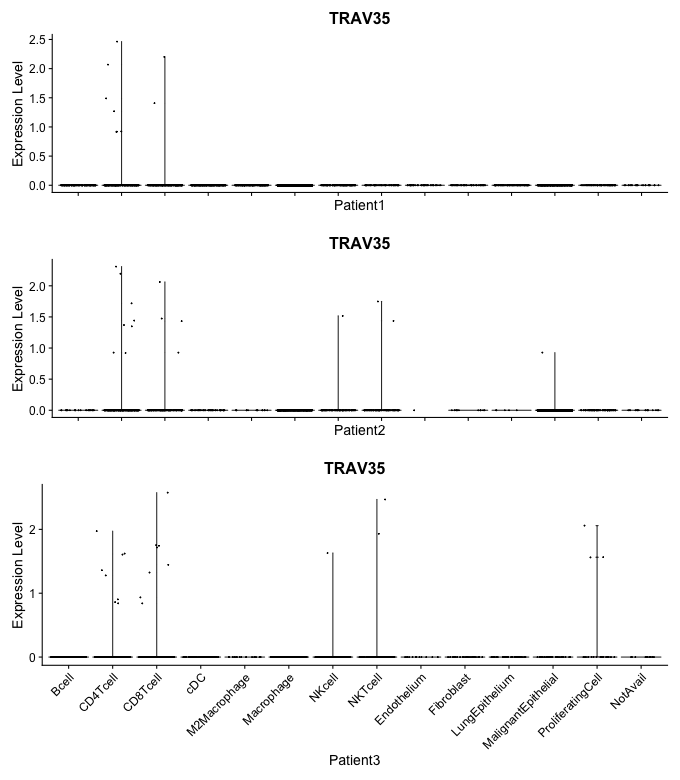 TRAV35
Expression Level
2.5
2.0
1.5
1.0
0.5
0.0
Patient1
TRAV35
Expression Level
2.0
1.5
1.0
0.5
0.0
Patient2
TRAV35
Expression Level
2
1
0
Bcell
CD4Tcell
CD8Tcell
cDC
M2Macrophage
Macrophage
NKcell
NKTcell
Endothelium
Fibroblast
LungEpithelium
MalignantEpithelial
ProliferatingCell
NotAvail
Patient3